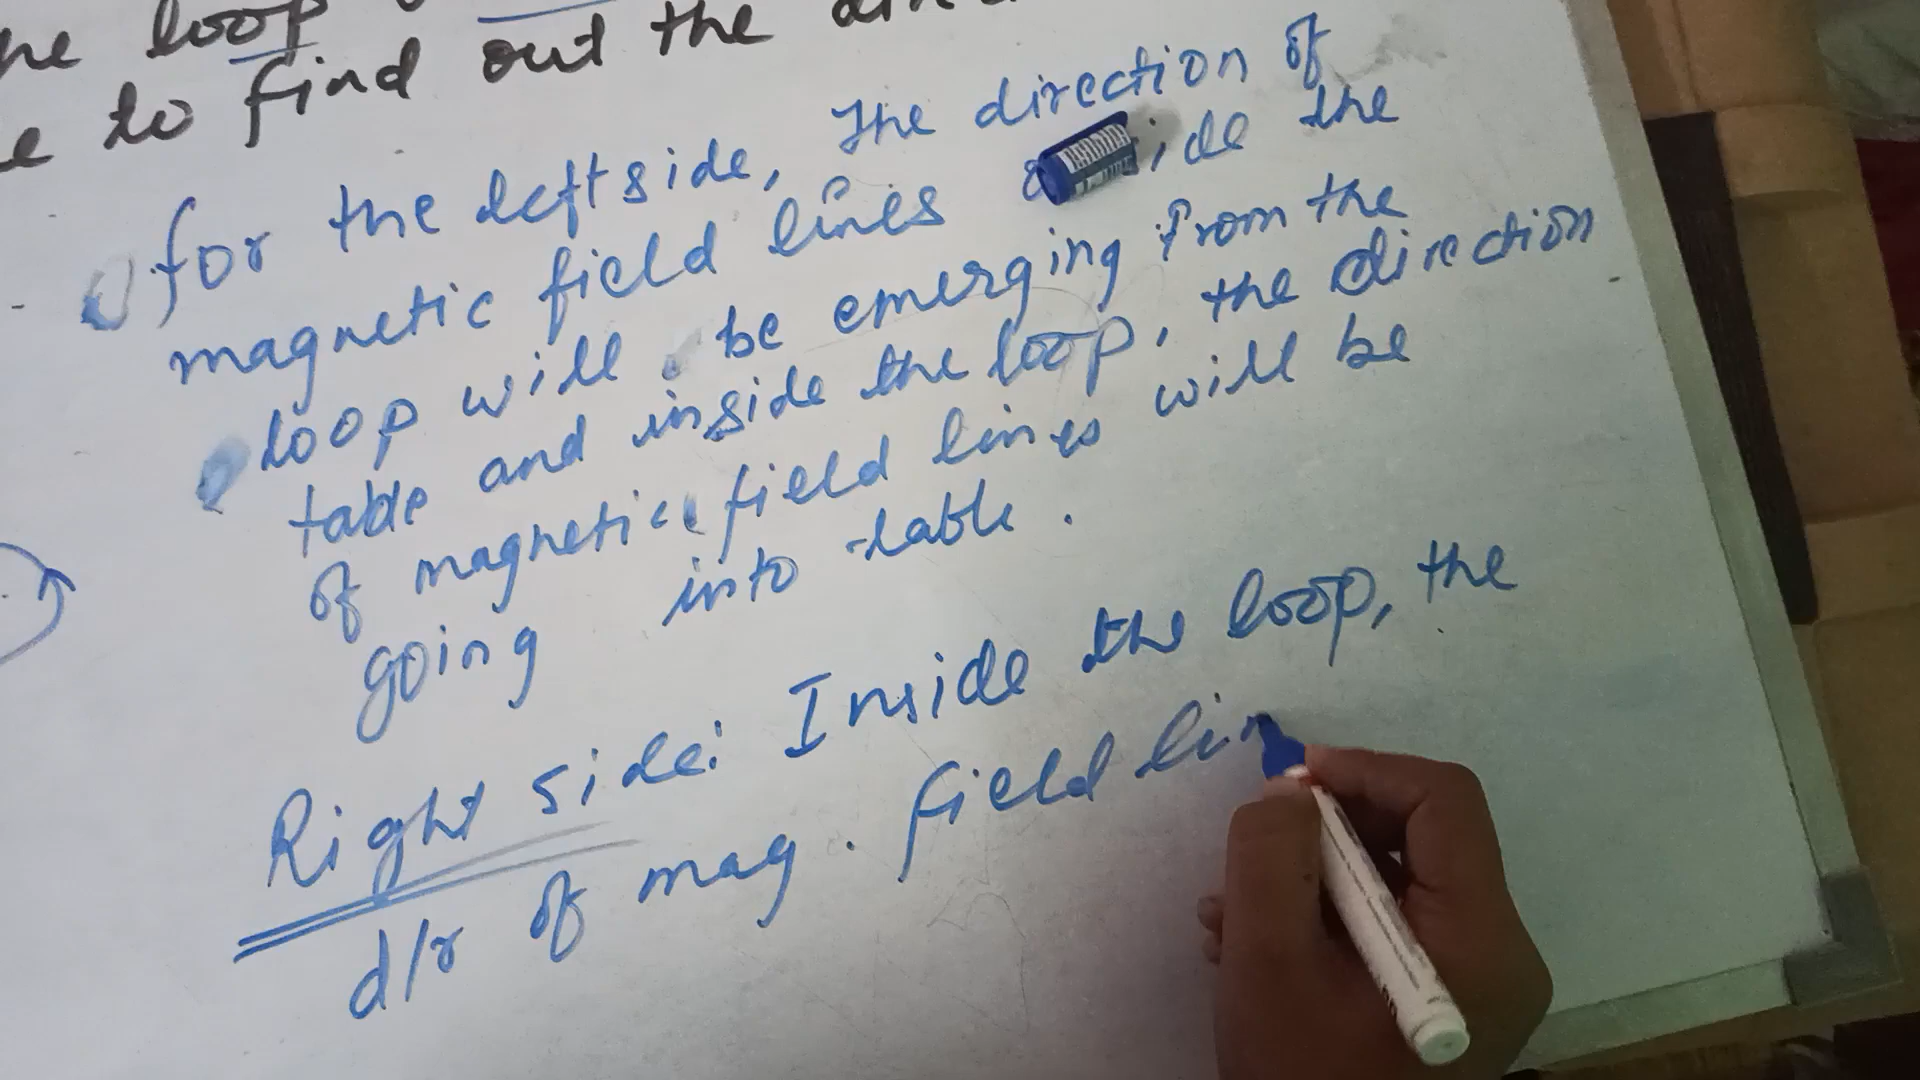 he loop
e to find out the
for the leftside, The direction of
magnetic field lines ide the
loop will be emerging from the
table and inside the loop, the direction
of magnetic field lines will be
going into table.
Right side: Inside the loop, the
d/r of mag. field lin